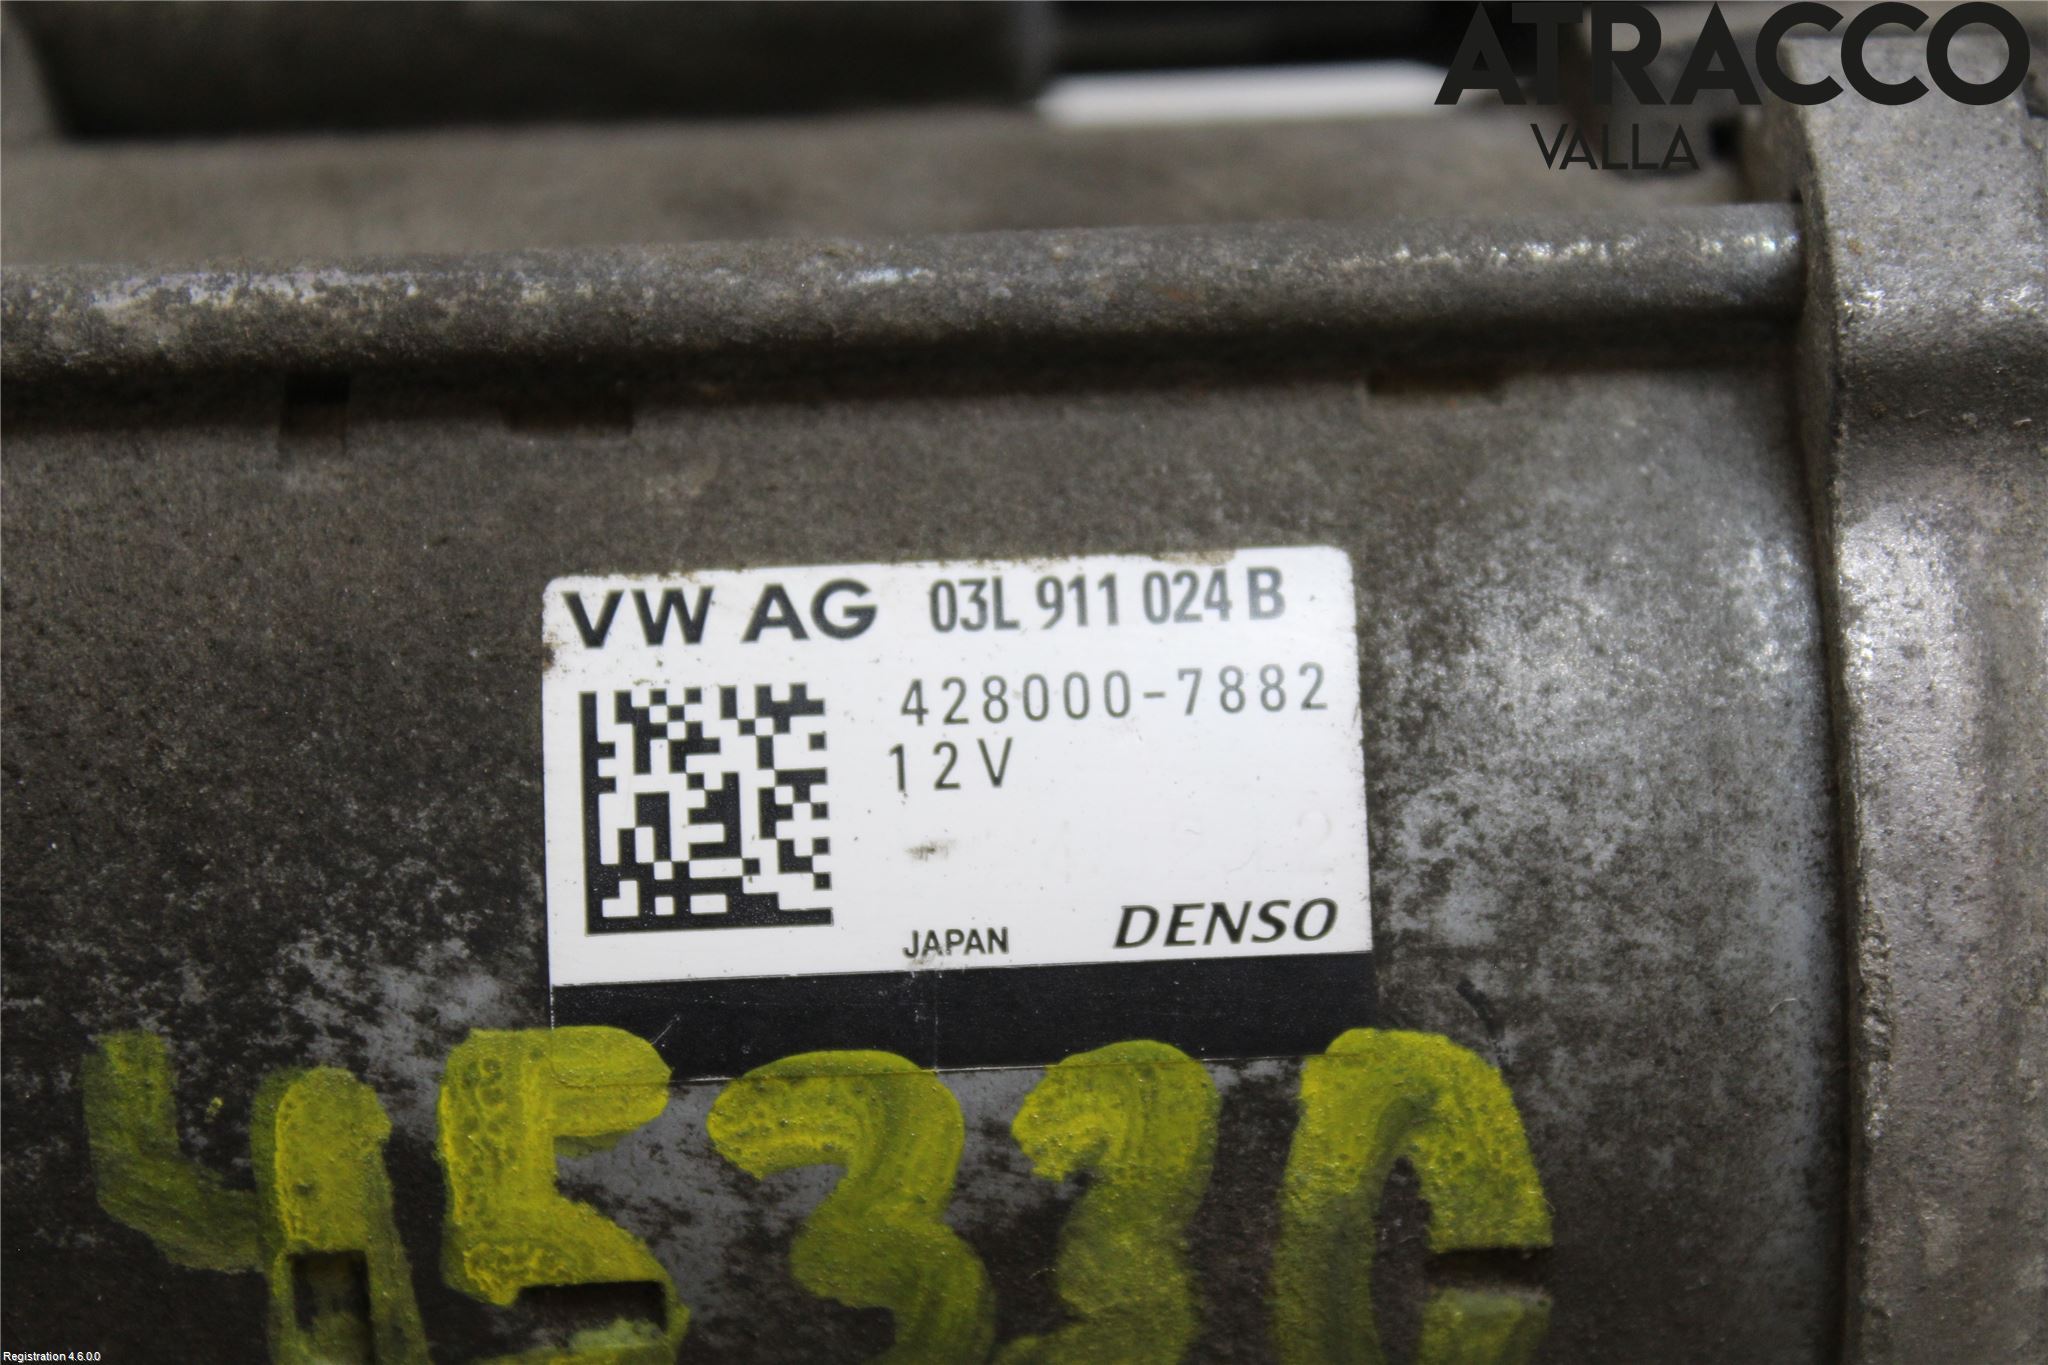 ATRACCO
VALLA
VW AG 03L 911 024 B
428000-7882
12V
JAPAN DENSO
Registration 4.6.0.0